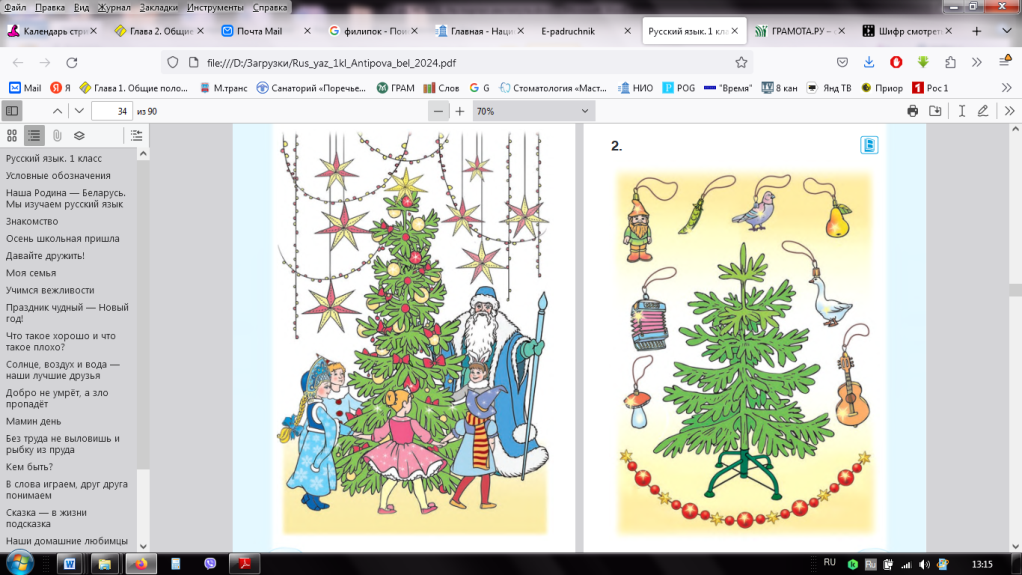 Файл Правка Вид Журнал Закладки Инструменты Справка
Календарь стри
Глава 2. Общие
Почта Mail
филипок - Пои
Главная - Наци
E-padruchnik
Русский язык. 1 кла
ГРАМОТА.РУ –
Шифр смотреть
file:///D:/Загрузки/Rus_yaz_1kl_Antipova_bel_2024.pdf
Mail
Я
Глава 1. Общие поло...
М.транс
Санаторий «Поречье...
ГРАМ
Слов
G
Стоматология «Маст...
НИО
POG
"Время"
8 кан
Янд ТВ
Приор
Рос 1
34 из 90
70%
Русский язык. 1 класс
Условные обозначения
Наша Родина — Беларусь.
Мы изучаем русский язык
Знакомство
Осень школьная пришла
Давайте дружить!
Моя семья
Учимся вежливости
Праздник чудный — Новый
год!
Что такое хорошо и что
такое плохо?
Солнце, воздух и вода —
наши лучшие друзья
Добро не умрёт, а зло
пропадёт
Мамин день
Без труда не выловишь и
рыбку из пруда
Кем быть?
В слова играем, друг друга
понимаем
Сказка — в жизни
подсказка
Наши домашние любимцы
2.
RU
Ru
13:15